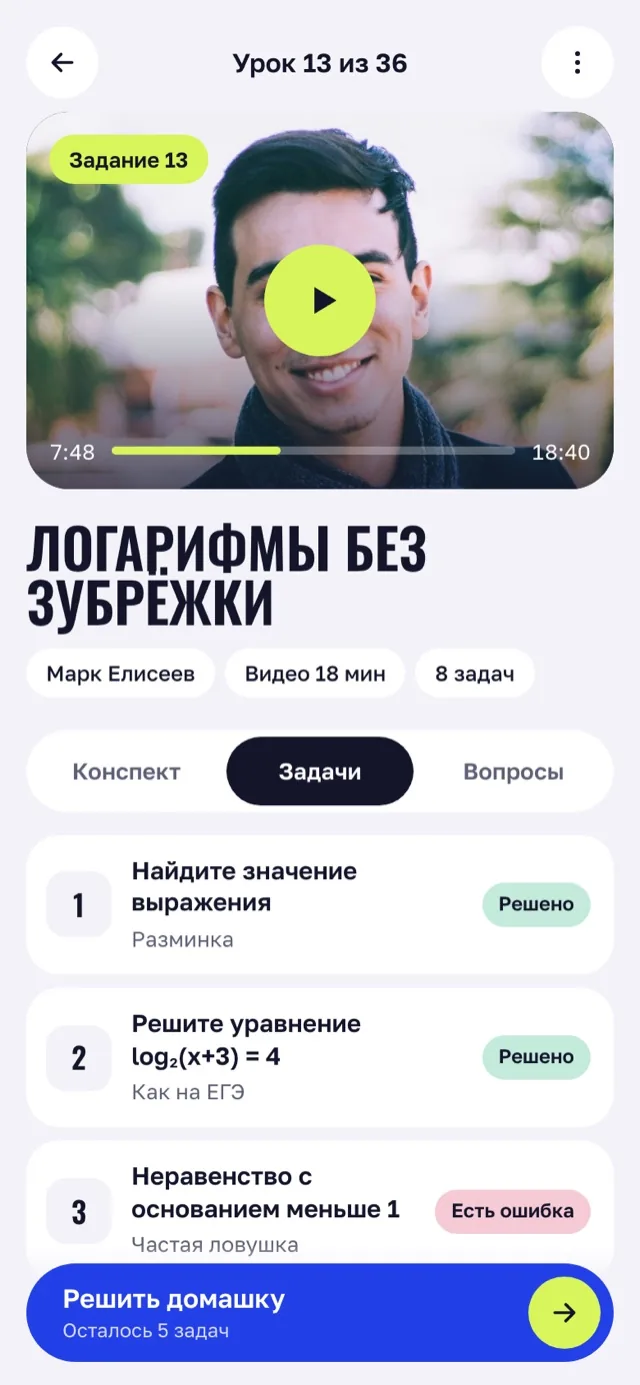 Урок 13 из 36
Задание 13
7:48
18:40
ЛОГАРИФМЫ БЕЗ
ЗУБРЁЖКИ
Марк Елисеев
Видео 18 мин
8 задач
Конспект
Задачи
Вопросы
1
Найдите значение
выражения
Разминка
Решено
2
Решите уравнение
log₂(x+3) = 4
Как на ЕГЭ
Решено
3
Неравенство с
основанием меньше 1
Частая ловушка
Есть ошибка
Решить домашку
Осталось 5 задач